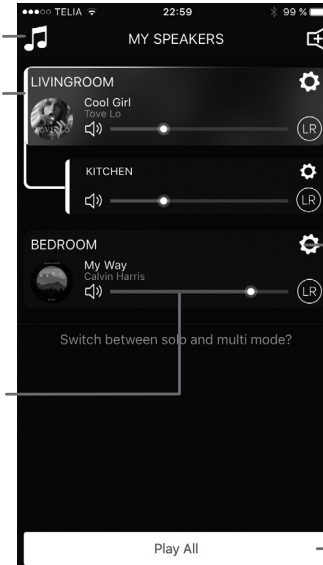 TELIA 22:59 99 %
MY SPEAKERS
LIVINGROOM
Cool Girl
Tove Lo
LR
KITCHEN
LR
BEDROOM
My Way
Calvin Harris
LR
Switch between solo and multi mode?
Play All